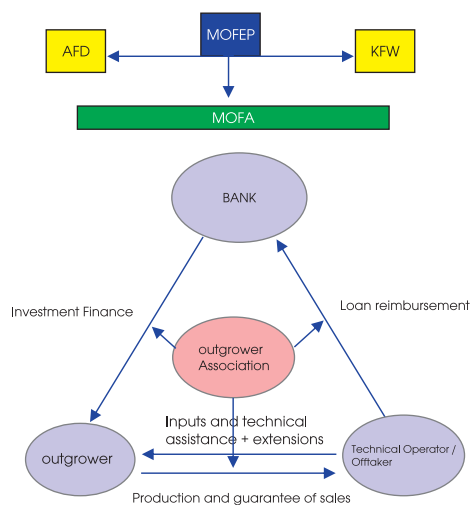 MOFEP
AFD
KFW
MOFA
BANK
Investment Finance
Loan reimbursement
outgrower
Association
Inputs and technical
assistance + extensions
outgrower
Technical Operator /
Offtaker
Production and guarantee of sales